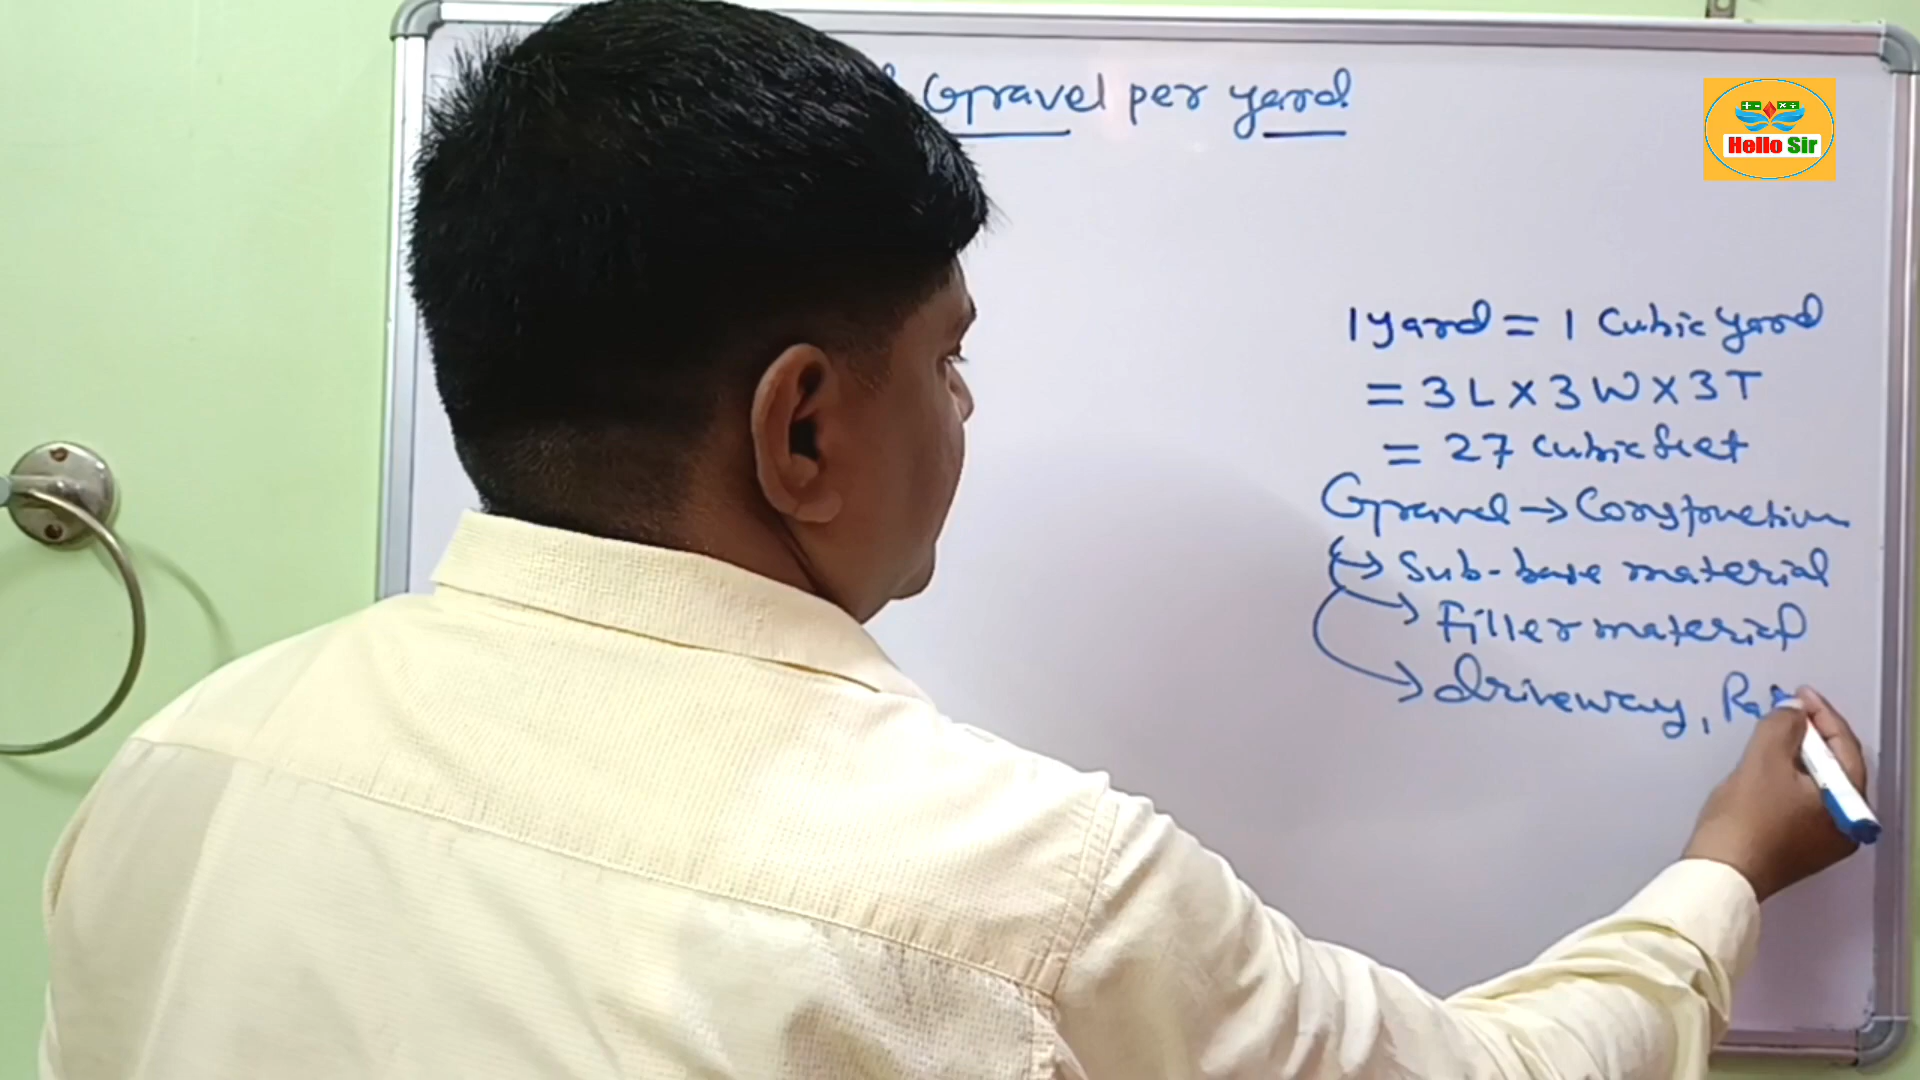 Gravel per yard
Hello Sir
1 yard = 1 Cubic yard
= 3 L × 3 W × 3 T
= 27 cubic feet
Gravel → Construction
→ Sub-base material
→ Filler material
→ driveway,